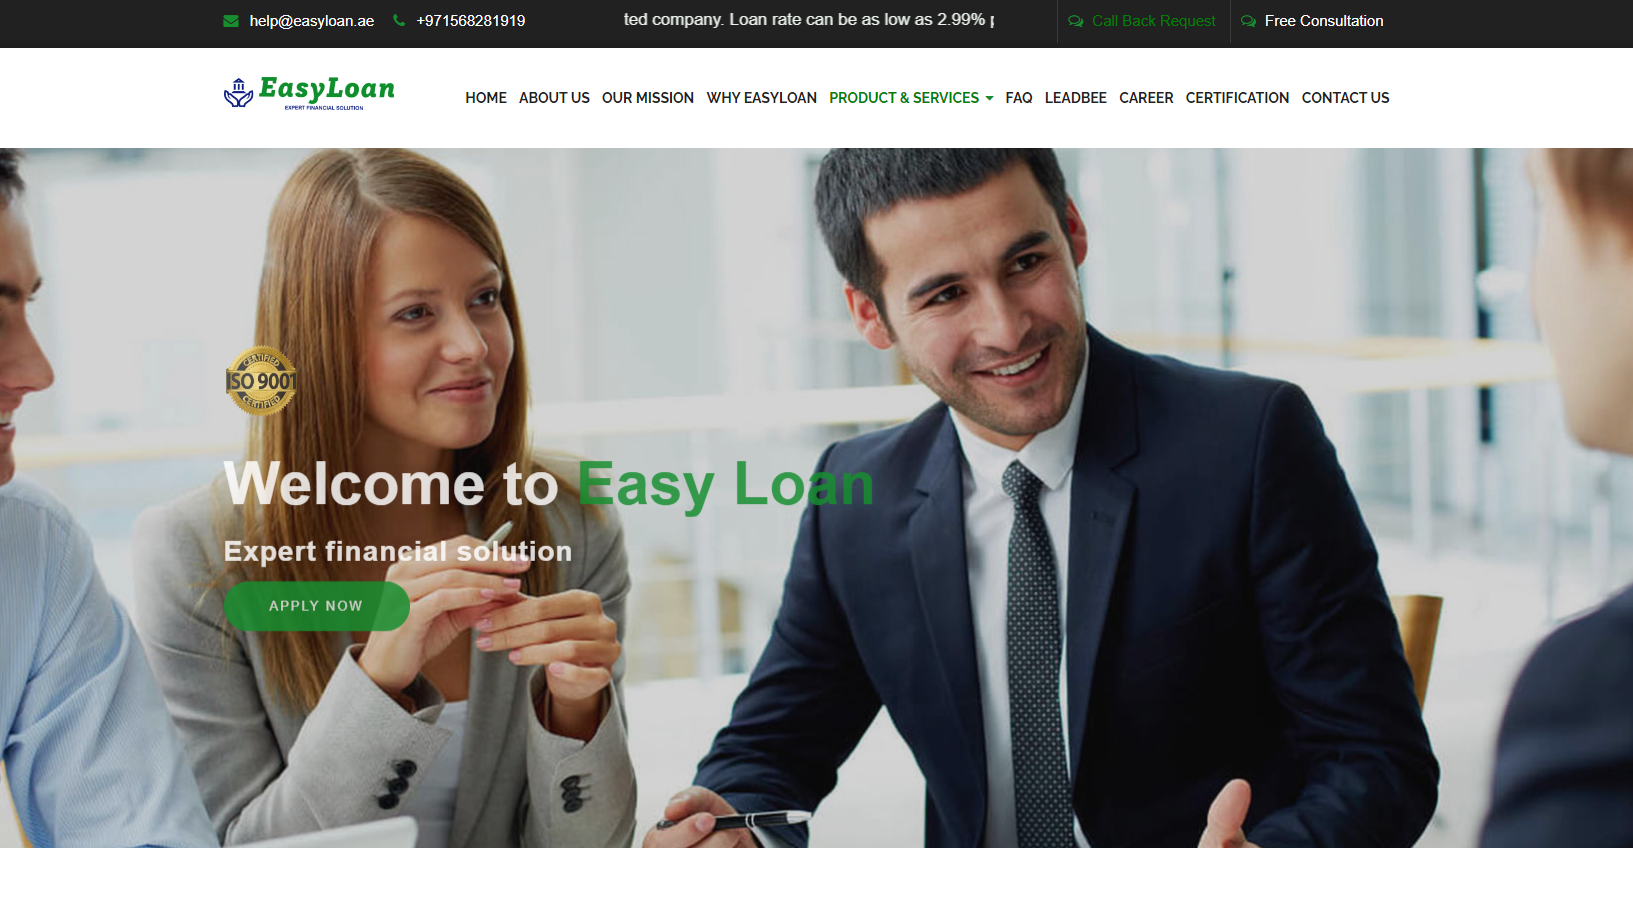 help@easyloan.ae +971568281919 ted company. Loan rate can be as low as 2.99% Call Back Request Free Consultation
EasyLoan
EXPERT FINANCIAL SOLUTION
HOME ABOUT US OUR MISSION WHY EASYLOAN PRODUCT & SERVICES FAQ LEADBEE CAREER CERTIFICATION CONTACT US
CERTIFIED
ISO 9001
CERTIFIED
Welcome to Easy Loan
Expert financial solution
APPLY NOW